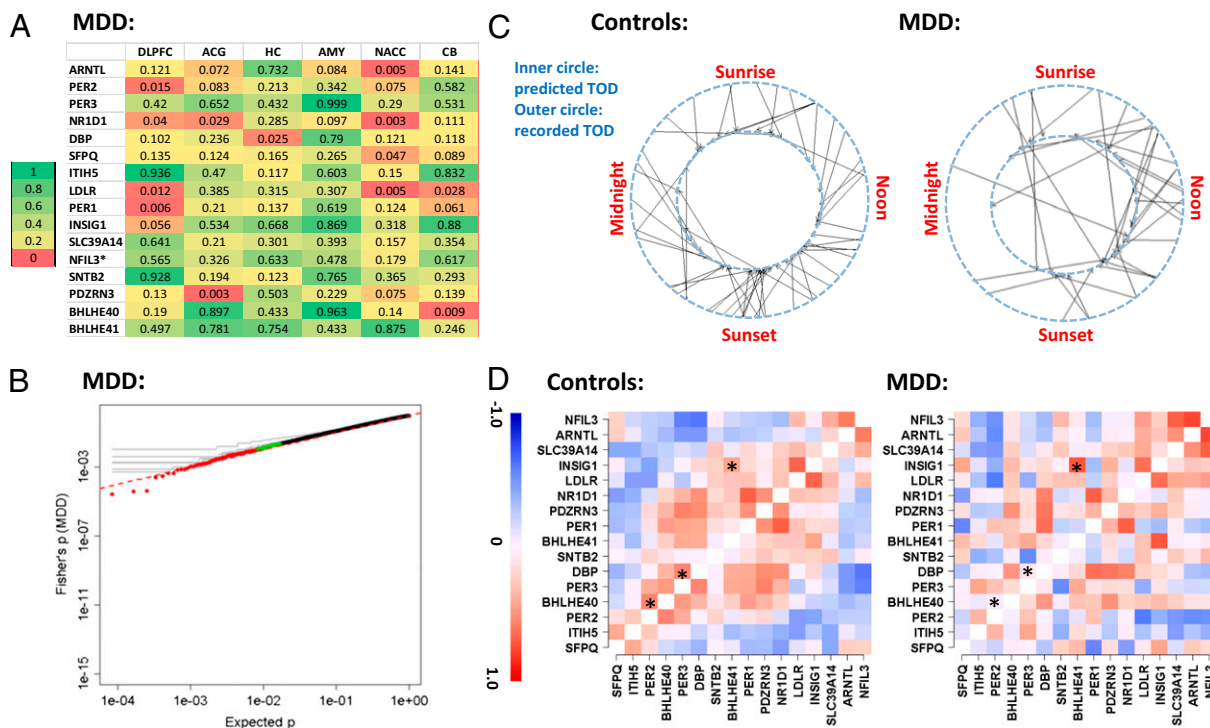 A
MDD:
DLPFC ACG HC AMY NACC CB
ARNTL 0.121 0.072 0.732 0.084 0.005 0.141
PER2 0.015 0.083 0.213 0.342 0.075 0.582
PER3 0.42 0.652 0.432 0.999 0.29 0.531
NR1D1 0.04 0.029 0.285 0.097 0.003 0.111
DBP 0.102 0.236 0.025 0.79 0.121 0.118
SFPQ 0.135 0.124 0.165 0.265 0.047 0.089
ITIH5 0.936 0.47 0.117 0.603 0.15 0.832
LDLR 0.012 0.385 0.315 0.307 0.005 0.028
PER1 0.006 0.21 0.137 0.619 0.124 0.061
INSIG1 0.056 0.534 0.668 0.869 0.318 0.88
SLC39A14 0.641 0.21 0.301 0.393 0.157 0.354
NFIL3* 0.565 0.326 0.633 0.478 0.179 0.617
SNTB2 0.928 0.194 0.123 0.765 0.365 0.293
PDZRN3 0.13 0.003 0.503 0.229 0.075 0.139
BHLHE40 0.19 0.897 0.433 0.963 0.14 0.009
BHLHE41 0.497 0.781 0.754 0.433 0.875 0.246
1
0.8
0.6
0.4
0.2
0
B
MDD:
Fisher's p (MDD)
1e-03
1e-07
1e-11
1e-15
1e-04 1e-03 1e-02 1e-01 1e+00
Expected p
C
Controls:
Inner circle:
predicted TOD
Outer circle:
recorded TOD
Sunrise
Midnight
Noon
Sunset
MDD:
Sunrise
Midnight
Noon
Sunset
D
-1.0
0
1.0
Controls:
NFIL3
ARNTL
SLC39A14
INSIG1
LDLR
NR1D1
PDZRN3
PER1
BHLHE41
SNTB2
DBP
PER3
BHLHE40
PER2
ITIH5
SFPQ
*
*
*
SFPQ
ITIH5
PER2
BHLHE40
PER3
DBP
SNTB2
BHLHE41
PER1
PDZRN3
NR1D1
LDLR
INSIG1
SLC39A14
ARNTL
NFIL3
MDD:
NFIL3
ARNTL
SLC39A14
INSIG1
LDLR
NR1D1
PDZRN3
PER1
BHLHE41
SNTB2
DBP
PER3
BHLHE40
PER2
ITIH5
SFPQ
*
*
*
SFPQ
ITIH5
PER2
BHLHE40
PER3
DBP
SNTB2
BHLHE41
PER1
PDZRN3
NR1D1
LDLR
INSIG1
SLC39A14
ARNTL
NFIL3